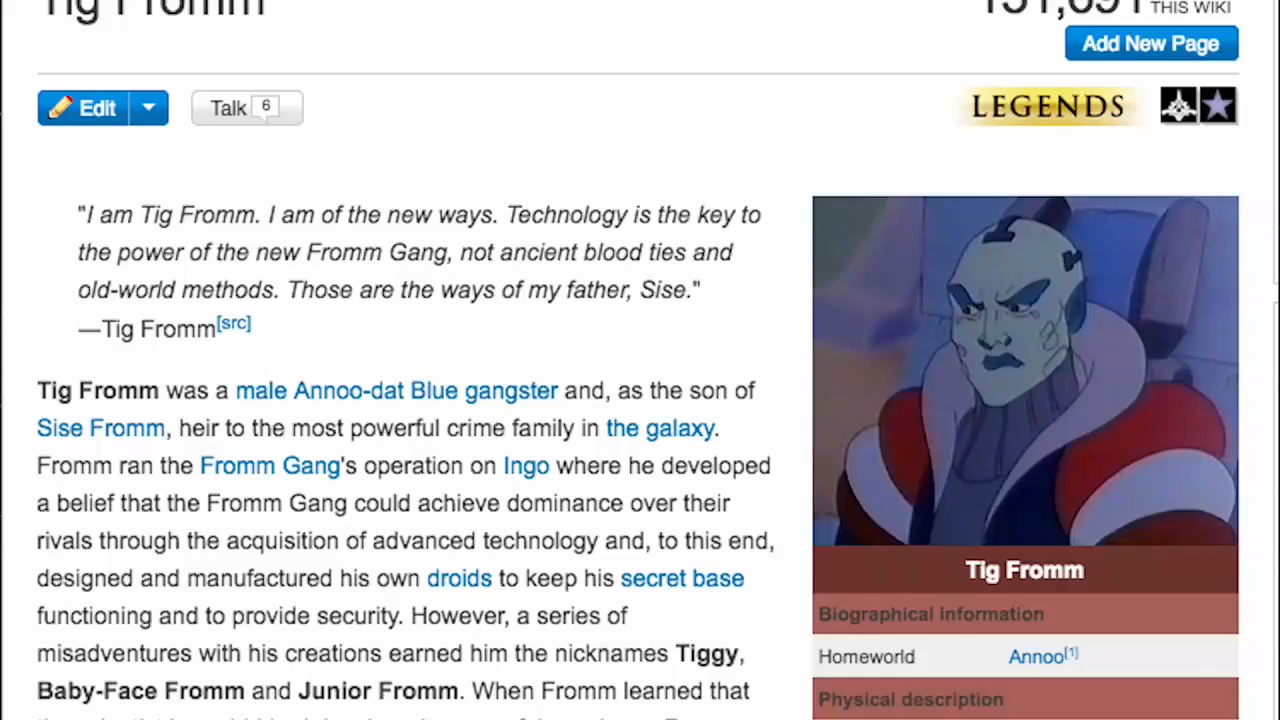 Tig Fromm
THIS WIKI
Add New Page
Edit
Talk 6
LEGENDS
"I am Tig Fromm. I am of the new ways. Technology is the key to
the power of the new Fromm Gang, not ancient blood ties and
old-world methods. Those are the ways of my father, Sise."
—Tig Fromm[src]
Tig Fromm was a male Annoo-dat Blue gangster and, as the son of
Sise Fromm, heir to the most powerful crime family in the galaxy.
Fromm ran the Fromm Gang's operation on Ingo where he developed
a belief that the Fromm Gang could achieve dominance over their
rivals through the acquisition of advanced technology and, to this end,
designed and manufactured his own droids to keep his secret base
functioning and to provide security. However, a series of
misadventures with his creations earned him the nicknames Tiggy,
Baby-Face Fromm and Junior Fromm. When Fromm learned that
Tig Fromm
Biographical information
Homeworld Annoo[1]
Physical description